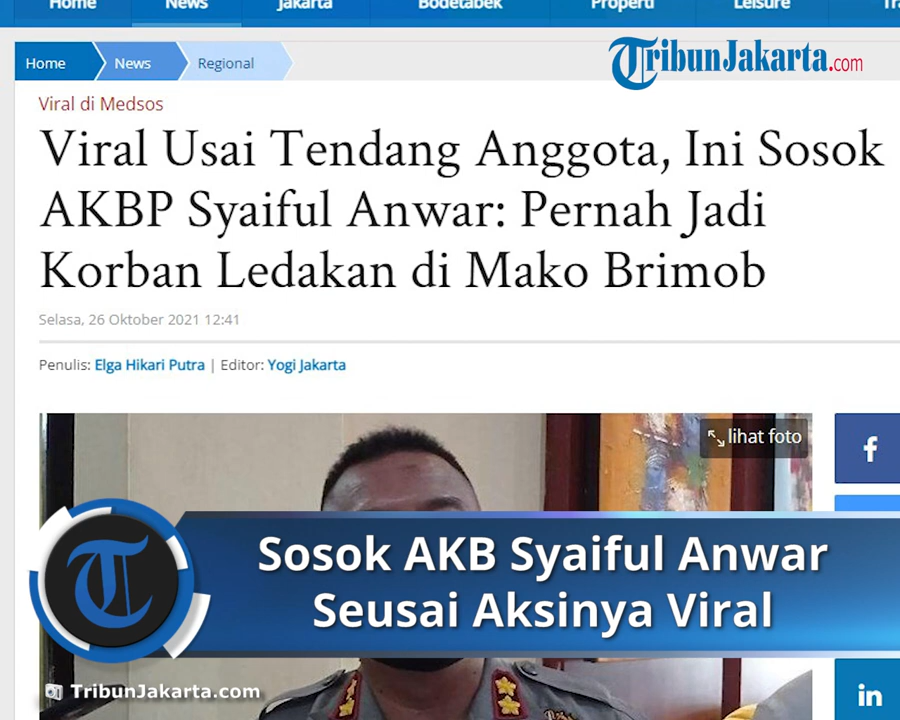 Home News Jakarta Bodetabek Properti Leisure
TribunJakarta.com
Home News Regional
Viral di Medsos
Viral Usai Tendang Anggota, Ini Sosok
AKBP Syaiful Anwar: Pernah Jadi
Korban Ledakan di Mako Brimob
Selasa, 26 Oktober 2021 12:41
Penulis: Elga Hikari Putra | Editor: Yogi Jakarta
lihat foto
f
T
Sosok AKB Syaiful Anwar
Seusai Aksinya Viral
TribunJakarta.com
in